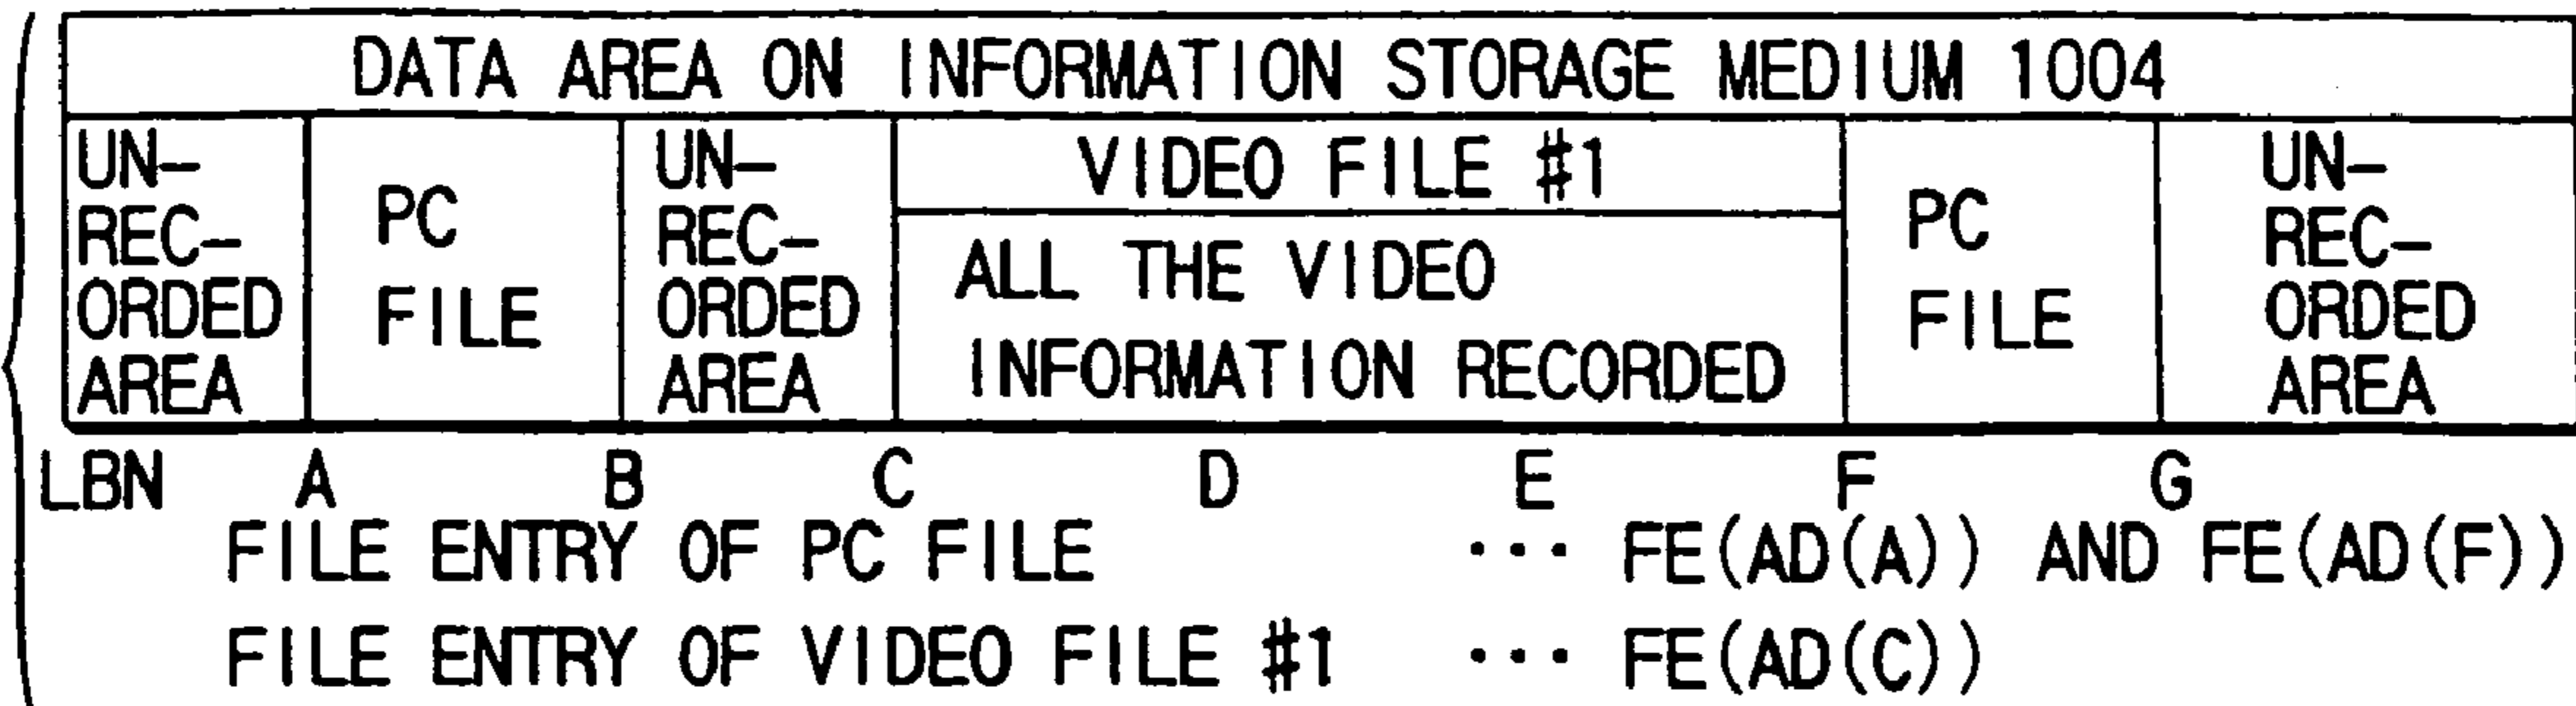 DATA AREA ON INFORMATION STORAGE MEDIUM 1004
UN-
REC-
ORDED
AREA
PC
FILE
UN-
REC-
ORDED
AREA
VIDEO FILE #1
ALL THE VIDEO
INFORMATION RECORDED
PC
FILE
UN-
REC-
ORDED
AREA
LBN A B C D E F G
FILE ENTRY OF PC FILE ... FE(AD(A)) AND FE(AD(F))
FILE ENTRY OF VIDEO FILE #1 ... FE(AD(C))